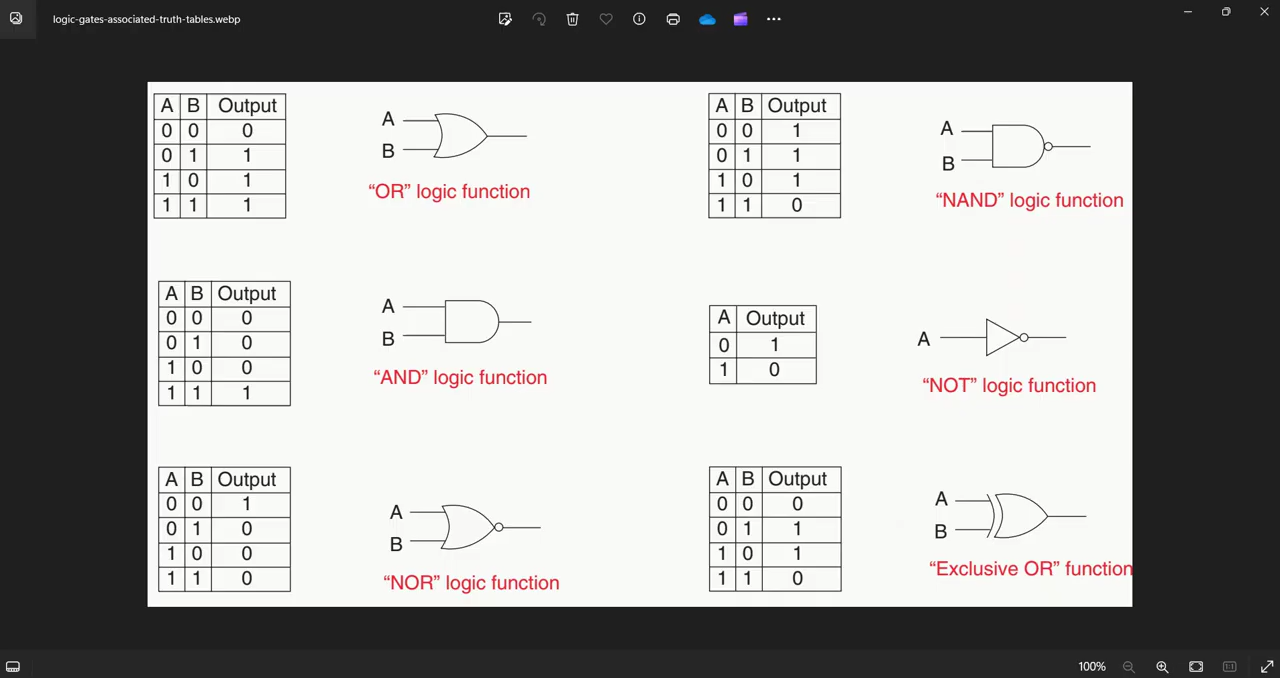 logic-gates-associated-truth-tables.webp
A B Output
0 0 0
0 1 1
1 0 1
1 1 1
A
B
“OR” logic function
A B Output
0 0 1
0 1 1
1 0 1
1 1 0
A
B
“NAND” logic function
A B Output
0 0 0
0 1 0
1 0 0
1 1 1
A
B
“AND” logic function
A Output
0 1
1 0
A
“NOT” logic function
A B Output
0 0 1
0 1 0
1 0 0
1 1 0
A
B
“NOR” logic function
A B Output
0 0 0
0 1 1
1 0 1
1 1 0
A
B
“Exclusive OR” function
100%
1:1